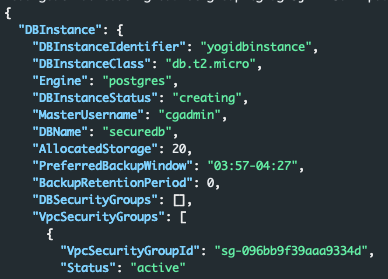 {
"DBInstance": {
"DBInstanceIdentifier": "yogidbinstance",
"DBInstanceClass": "db.t2.micro",
"Engine": "postgres",
"DBInstanceStatus": "creating",
"MasterUsername": "cgadmin",
"DBName": "securedb",
"AllocatedStorage": 20,
"PreferredBackupWindow": "03:57-04:27",
"BackupRetentionPeriod": 0,
"DBSecurityGroups": [],
"VpcSecurityGroups": [
{
"VpcSecurityGroupId": "sg-096bb9f39aaa9334d",
"Status": "active"